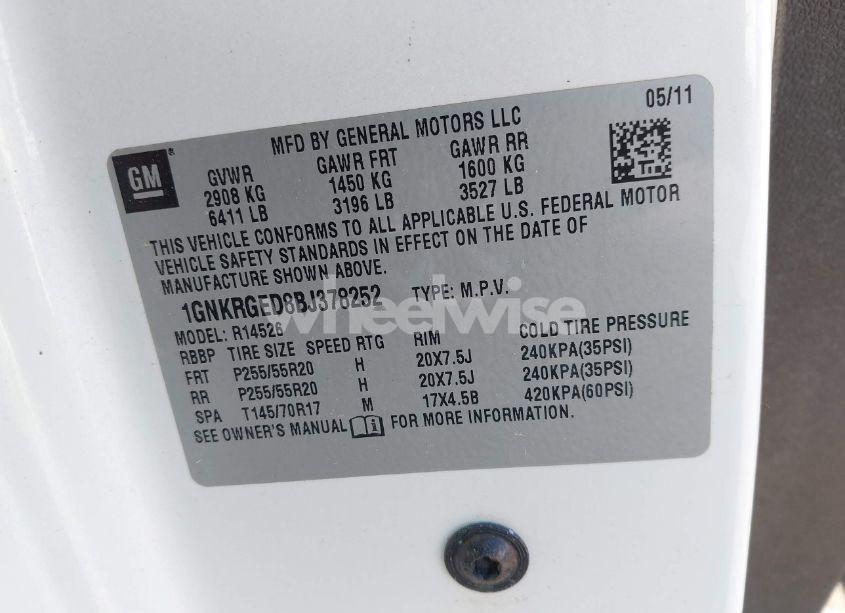 05/11
MFD BY GENERAL MOTORS LLC
GM
GVWR GAWR FRT GAWR RR
2908 KG 1450 KG 1600 KG
6411 LB 3196 LB 3527 LB
THIS VEHICLE CONFORMS TO ALL APPLICABLE U.S. FEDERAL MOTOR
VEHICLE SAFETY STANDARDS IN EFFECT ON THE DATE OF
MANUFACTURE SHOWN ABOVE.
1GNKRGED8BJ378252 TYPE: M.P.V.
wheelwise
MODEL: R14526
RBBP TIRE SIZE SPEED RTG RIM COLD TIRE PRESSURE
FRT P255/55R20 H 20X7.5J 240KPA(35PSI)
RR P255/55R20 H 20X7.5J 240KPA(35PSI)
SPA T145/70R17 M 17X4.5B 420KPA(60PSI)
SEE OWNER'S MANUAL i FOR MORE INFORMATION.